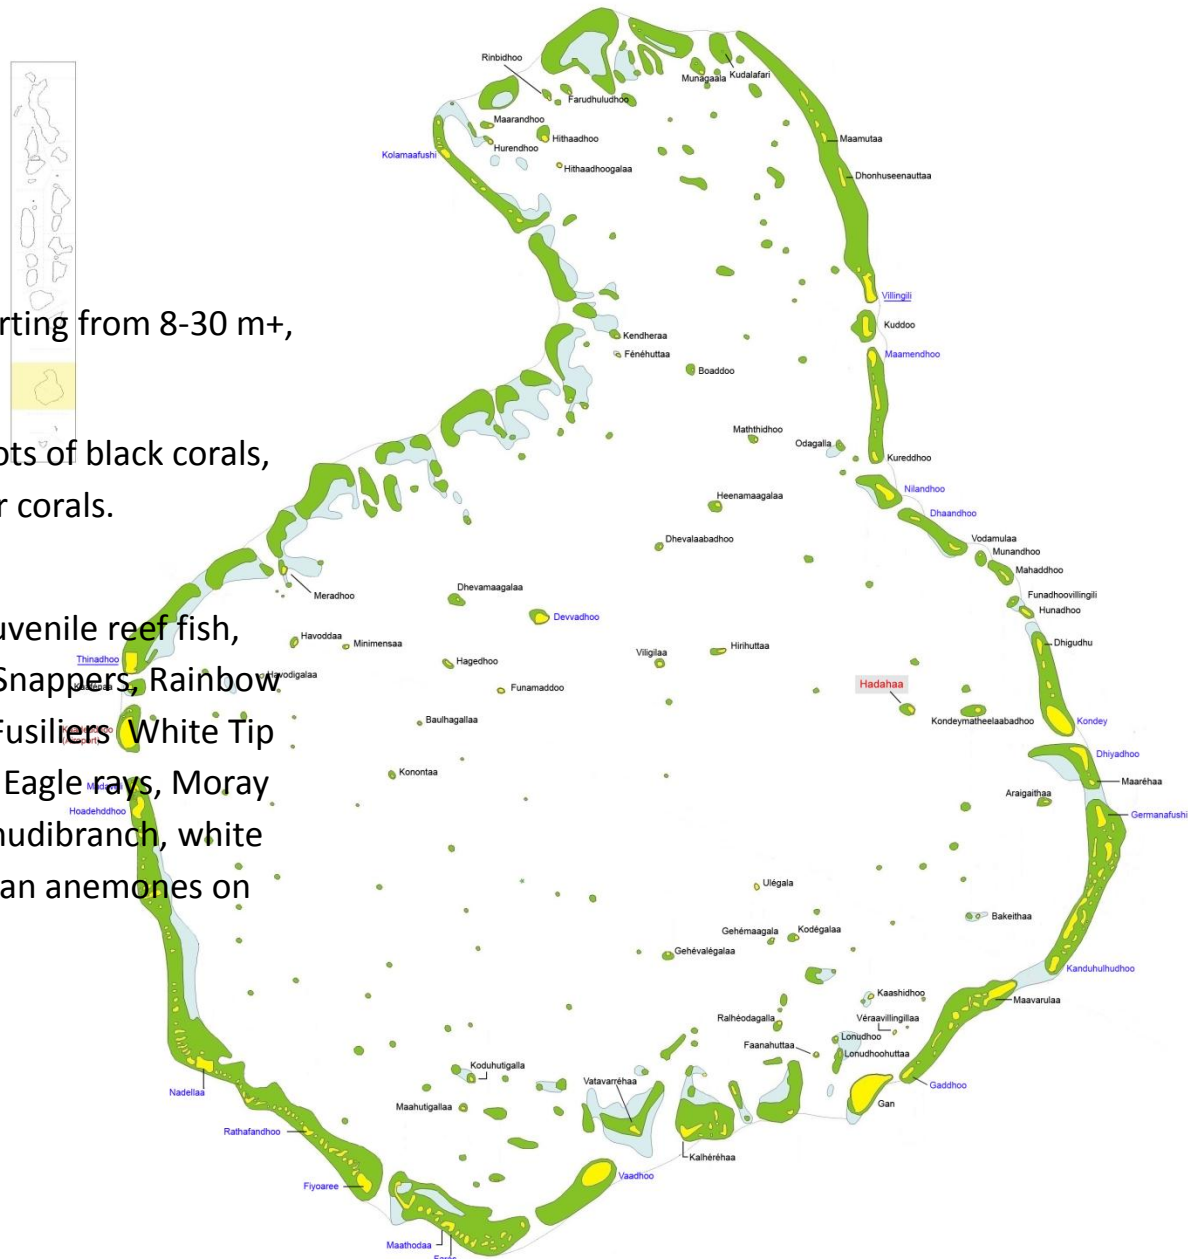 Rinbidhoo
Munagaala
Kudalafari
Farudhuludhoo
Maarandhoo
Hithaadhoo
Maamutaa
Hurendhoo
Kolamaafushi
Hithaadhoogalaa
Dhonhuseenauttaa
Villingili
rting from 8-30 m+,
Kuddoo
Kendheraa
Maamendhoo
Fènéhuttaa
Boaddoo
Maththidhoo
Odagalla
ots of black corals,
Kureddhoo
Nilandhoo
r corals.
Heenamaagalaa
Dhaandhoo
Vodamulaa
Dhevalaabadhoo
Munandhoo
Mahaddhoo
Meradhoo
Dhevamaagalaa
Funadhoovillingili
Hunadhoo
Devvadhoo
uvenile reef fish,
Havoddaa
Minimensaa
Dhigudhu
Hirihuttaa
Viligilaa
Thinadhoo
Hagedhoo
Snappers, Rainbow
Havodigalaa
Hadahaa
Funamaddoo
Baulhagallaa
Kondeymatheelaabadhoo
Kondey
Fusiliers White Tip
(Airport)
Dhiyadhoo
Konontaa
Maaréhaa
Eagle rays, Moray
Araigaithaa
Hoadehddhoo
Germanafushi
nudibranch, white
Ulégala
an anemones on
Bakeithaa
Gehémaagala
Kodégalaa
Gehévalégalaa
Kanduhulhudhoo
Kaashidhoo
Maavarulaa
Ralhéodagalla
Véraavillingillaa
Lonudhoo
Faanahuttaa
Lonudhoohuttaa
Koduhutigalla
Vatavarréhaa
Gaddhoo
Nadellaa
Gan
Maahutigallaa
Rathafandhoo
Kalhéréhaa
Vaadhoo
Fiyoaree
Maathodaa